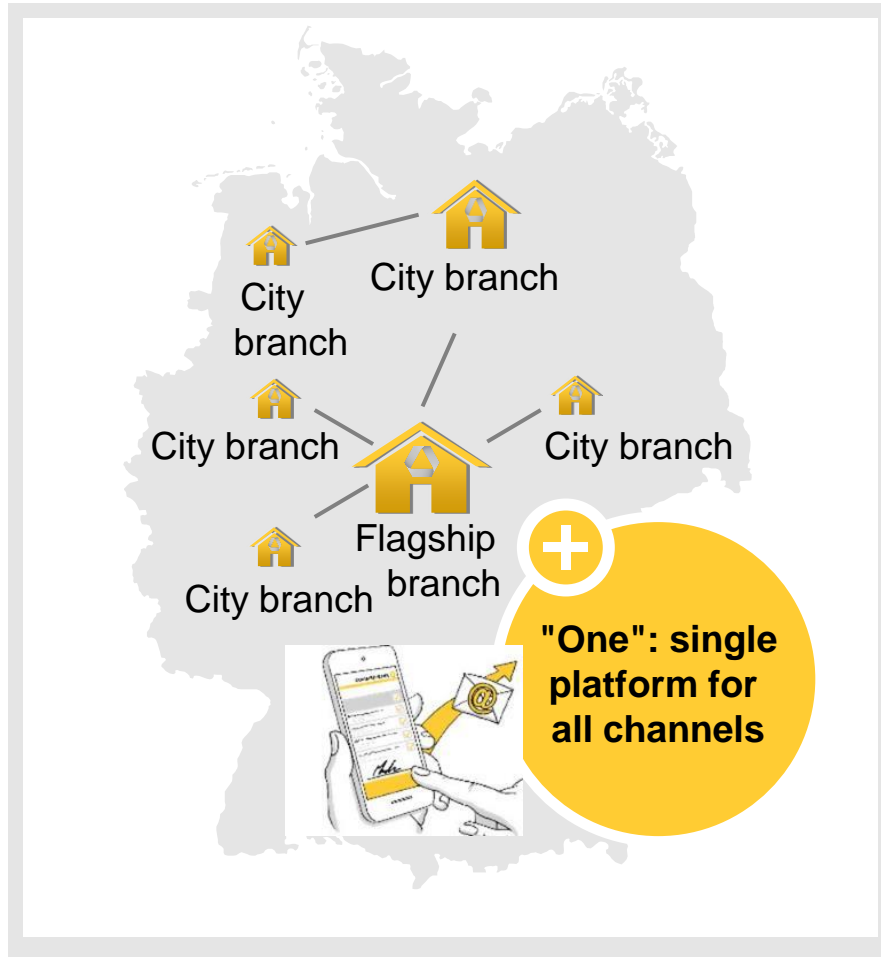 City branch
City
branch
City branch
City branch
Flagship
branch
City branch
"One": single
platform for
all channels
@